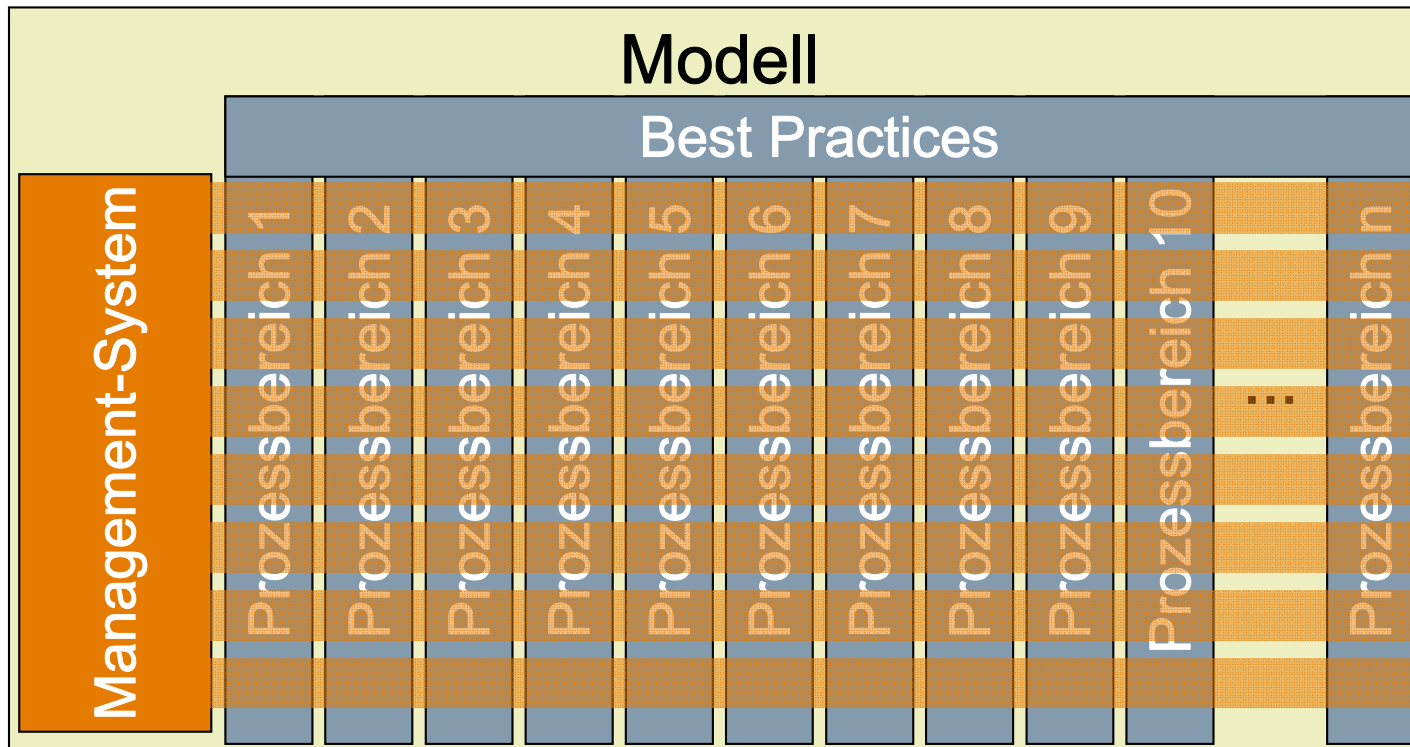 Modell
Best Practices
Management-System
Prozessbereich 1
Prozessbereich 2
Prozessbereich 3
Prozessbereich 4
Prozessbereich 5
Prozessbereich 6
Prozessbereich 7
Prozessbereich 8
Prozessbereich 9
Prozessbereich 10
...
Prozessbereich n